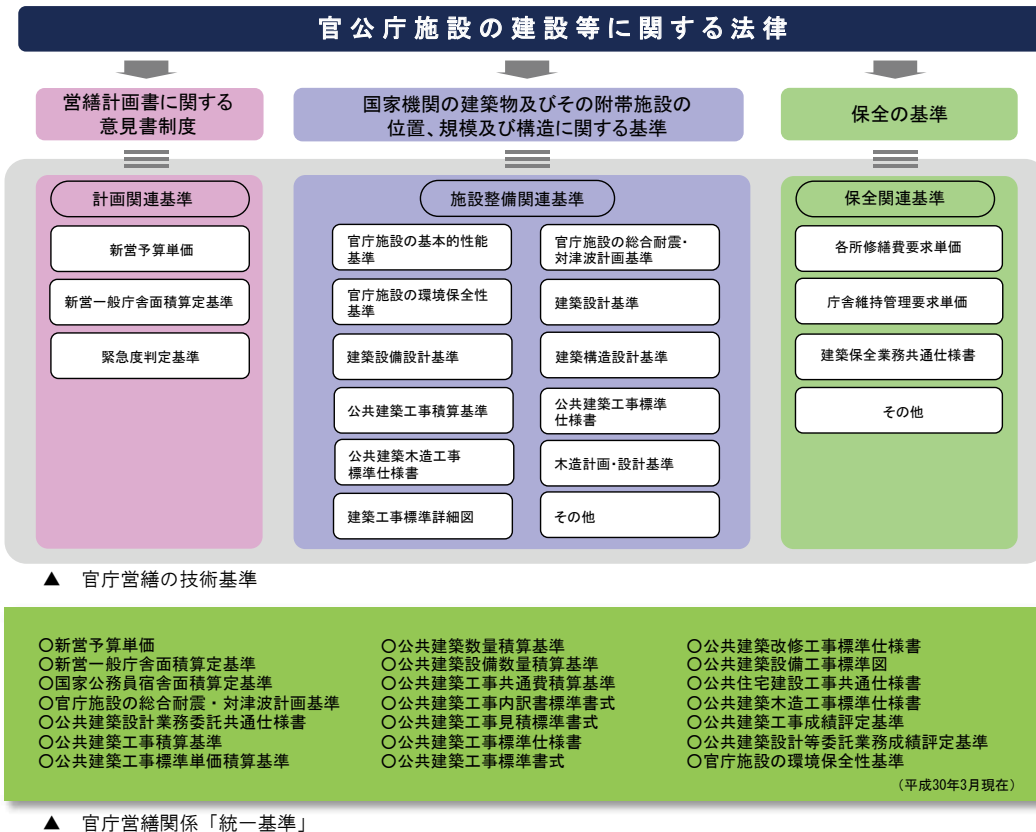 官公庁施設の建設等に関する法律
営繕計画書に関する
意見書制度
国家機関の建築物及びその附帯施設の
位置、規模及び構造に関する基準
保全の基準
計画関連基準
新営予算単価
新営一般庁舎面積算定基準
緊急度判定基準
施設整備関連基準
官庁施設の基本的性能
基準
官庁施設の総合耐震・
対津波計画基準
官庁施設の環境保全性
基準
建築設計基準
建築設備設計基準
建築構造設計基準
公共建築工事積算基準
公共建築工事標準
仕様書
公共建築木造工事
標準仕様書
木造計画・設計基準
建築工事標準詳細図
その他
保全関連基準
各所修繕費要求単価
庁舎維持管理要求単価
建築保全業務共通仕様書
その他
▲ 官庁営繕の技術基準
〇新営予算単価
〇新営一般庁舎面積算定基準
〇国家公務員宿舎面積算定基準
〇官庁施設の総合耐震・対津波計画基準
〇公共建築設計業務委託共通仕様書
〇公共建築工事積算基準
〇公共建築工事標準単価積算基準
〇公共建築数量積算基準
〇公共建築設備数量積算基準
〇公共建築工事共通費積算基準
〇公共建築工事内訳書標準書式
〇公共建築工事見積標準書式
〇公共建築工事標準仕様書
〇公共建築工事標準書式
〇公共建築改修工事標準仕様書
〇公共建築設備工事標準図
〇公共住宅建設工事共通仕様書
〇公共建築木造工事標準仕様書
〇公共建築工事成績評定基準
〇公共建築設計等委託業務成績評定基準
〇官庁施設の環境保全性基準
（平成30年3月現在）
▲ 官庁営繕関係「統一基準」